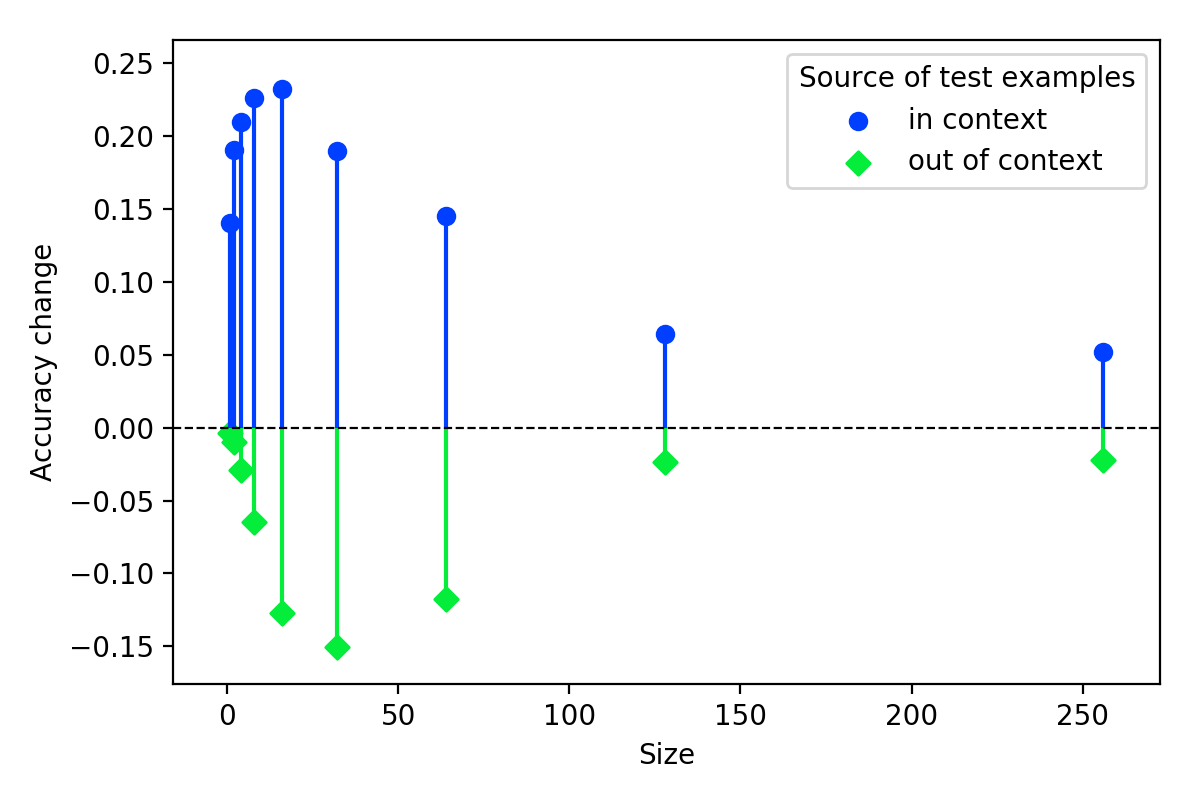 Source of test examples
in context
out of context
Accuracy change
0.25
0.20
0.15
0.10
0.05
0.00
−0.05
−0.10
−0.15
0 50 100 150 200 250
Size